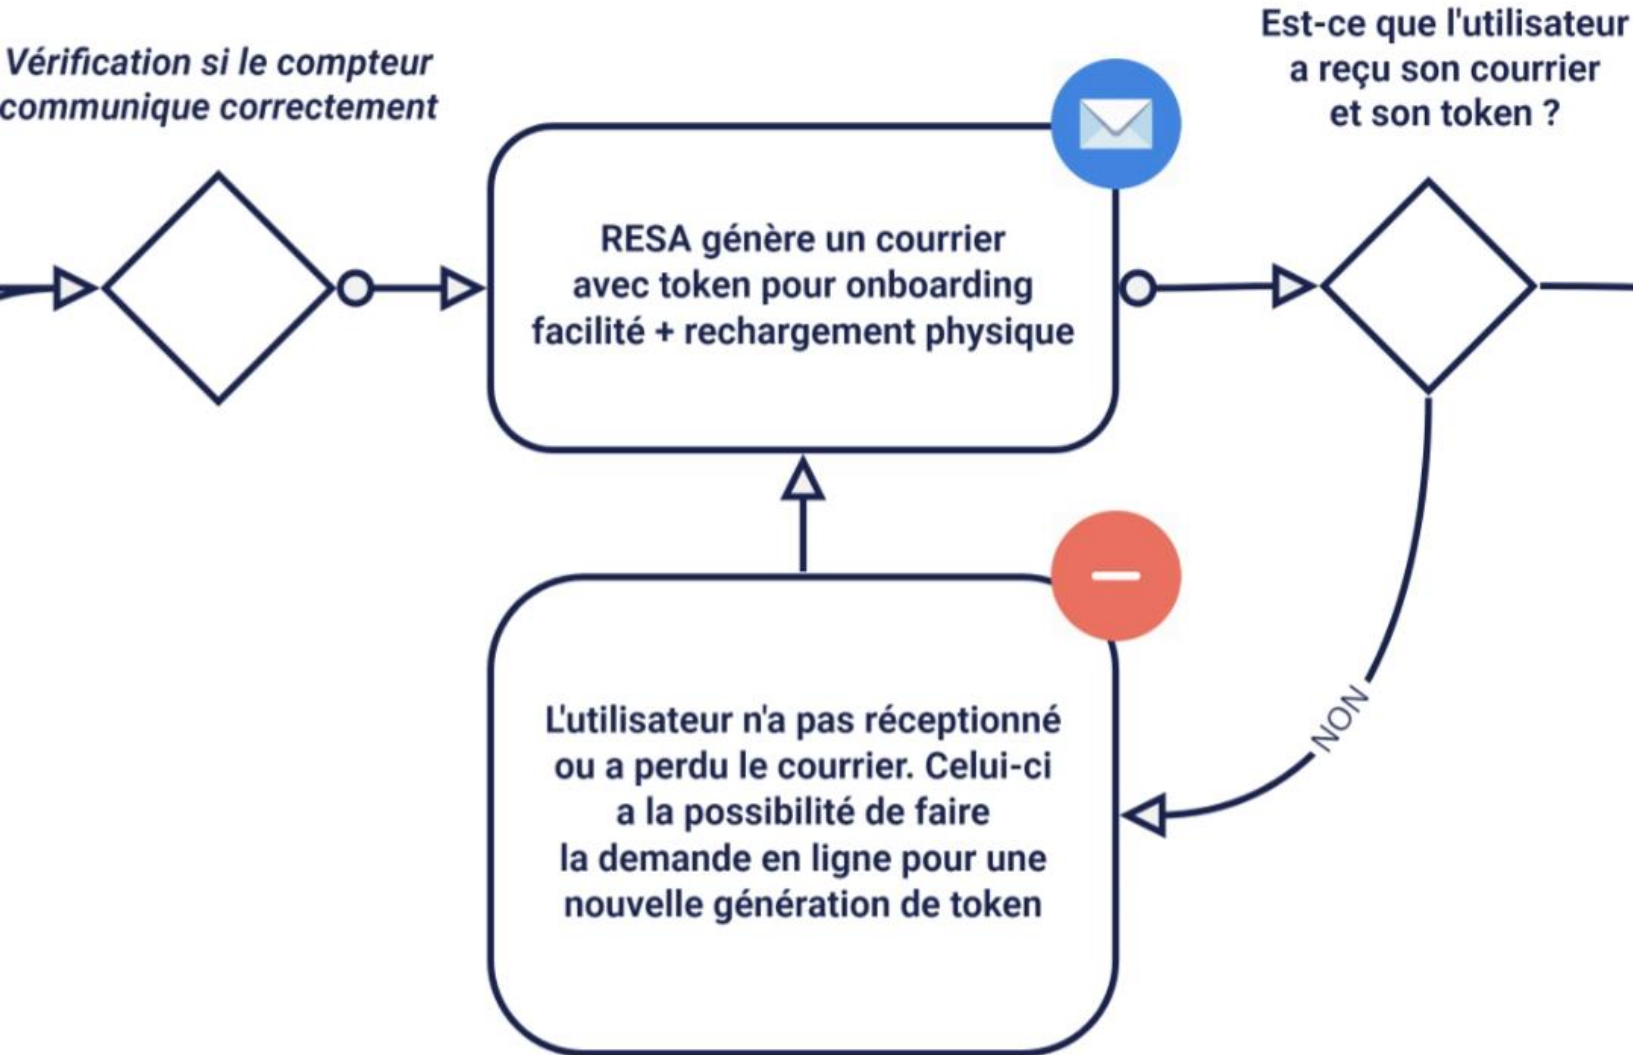 Vérification si le compteur
communique correctement
RESA génère un courrier
avec token pour onboarding
facilité + rechargement physique
Est-ce que l'utilisateur
a reçu son courrier
et son token ?
NON
L'utilisateur n'a pas réceptionné
ou a perdu le courrier. Celui-ci
a la possibilité de faire
la demande en ligne pour une
nouvelle génération de token